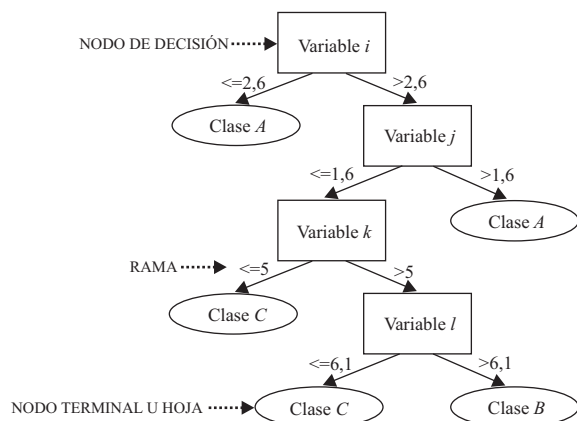 NODO DE DECISIÓN
Variable i
<=2,6
>2,6
Clase A
Variable j
<=1,6
>1,6
Variable k
Clase A
RAMA
<=5
>5
Clase C
Variable l
<=6,1
>6,1
NODO TERMINAL U HOJA
Clase C
Clase B